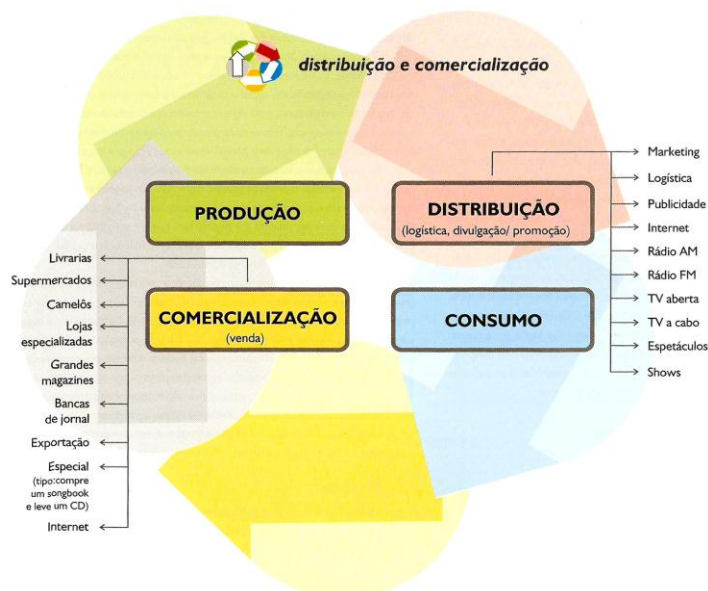 distribuição e comercialização
PRODUÇÃO
DISTRIBUIÇÃO
(logística, divulgação/ promoção)
Marketing
Logística
Publicidade
Internet
Rádio AM
Rádio FM
TV aberta
TV a cabo
Espetáculos
Shows
COMERCIALIZAÇÃO
(venda)
CONSUMO
Livrarias
Supermercados
Camelôs
Lojas
especializadas
Grandes
magazines
Bancas
de jornal
Exportação
Especial
(tipo:compre
um songbook
e leve um CD)
Internet